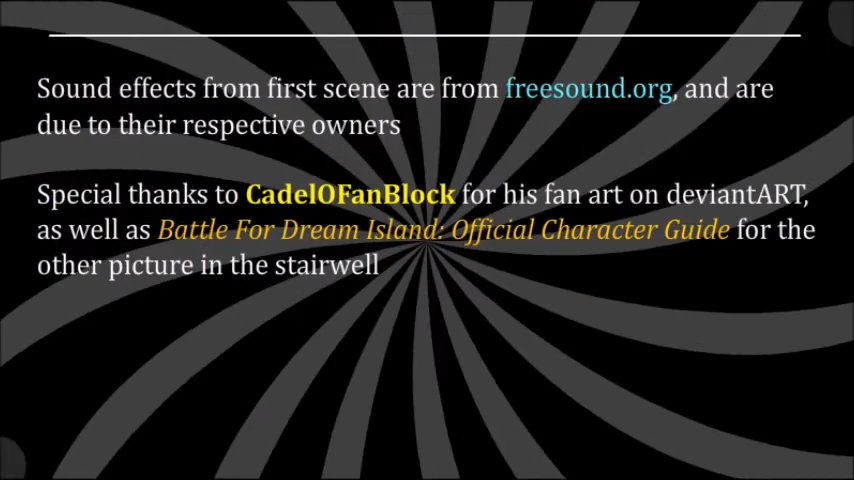 Sound effects from first scene are from freesound.org, and are
due to their respective owners
Special thanks to CadelOFanBlock for his fan art on deviantART,
as well as Battle For Dream Island: Official Character Guide for the
other picture in the stairwell